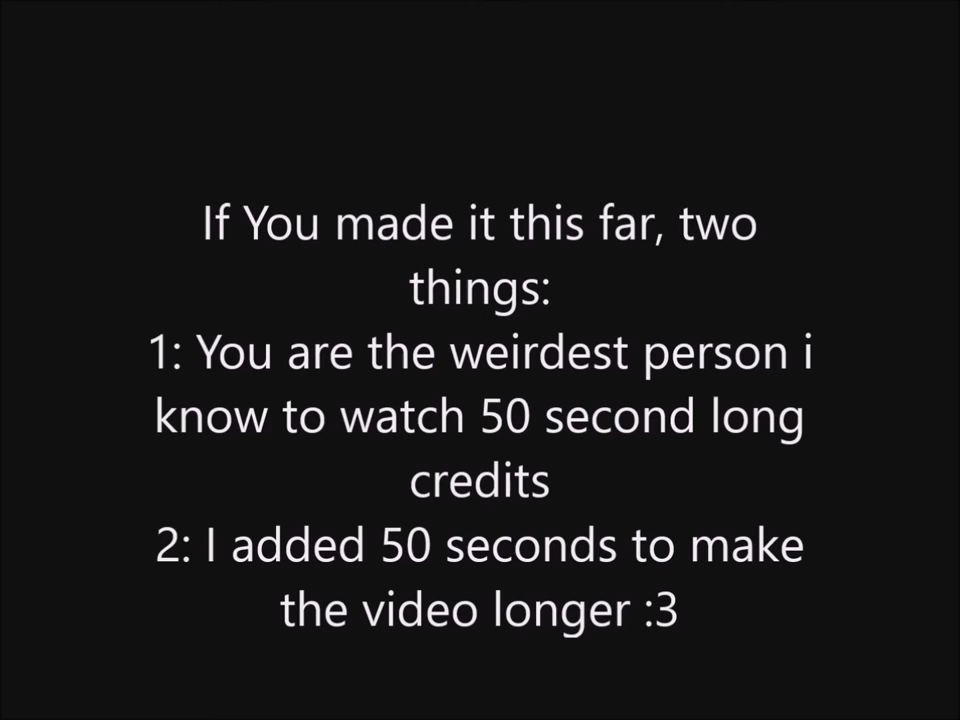 If You made it this far, two
things:
1: You are the weirdest person i
know to watch 50 second long
credits
2: I added 50 seconds to make
the video longer :3